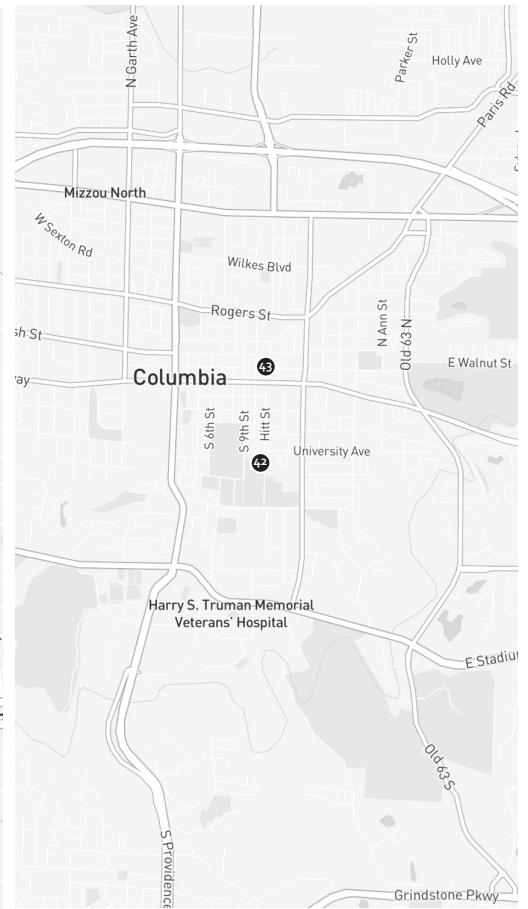 N Garth Ave
Parker St
Holly Ave
Paris Rd
Mizzou North
W Sexton Rd
Wilkes Blvd
Rogers St
N Ann St
Old 63 N
sh St
E Walnut St
43
way
Columbia
S 6th St
S 9th St
Hitt St
University Ave
42
Harry S. Truman Memorial
Veterans' Hospital
E Stadiu
Old 63 S
S Providence
Grindstone Pkwy